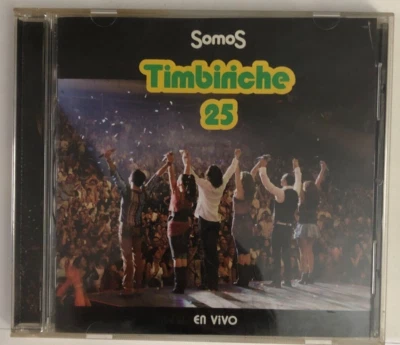 SomoS
Timbiriche
25
EN ViVO